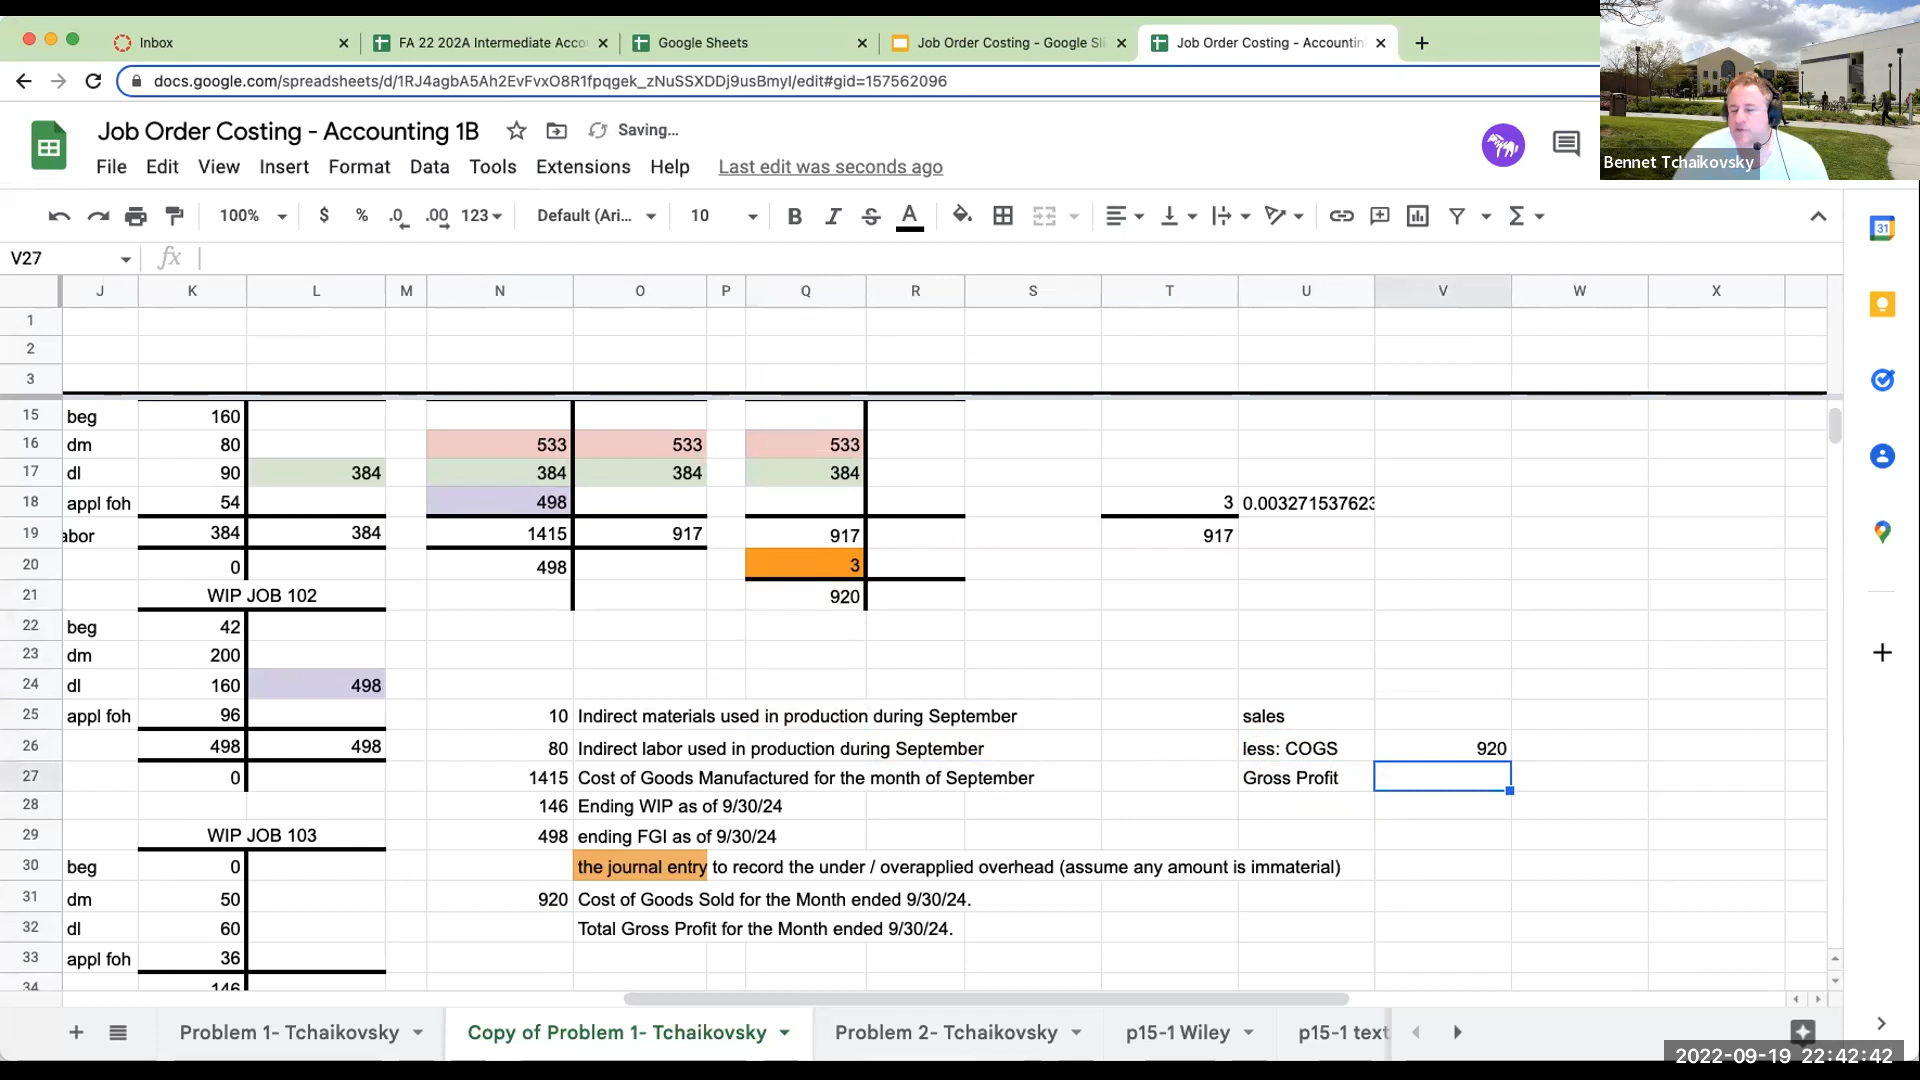 Inbox
FA 22 202A Intermediate Acco
Google Sheets
Job Order Costing - Google Sli
Job Order Costing - Accountin
docs.google.com/spreadsheets/d/1RJ4agbA5Ah2EvFvxO8R1fpqgek_zNuSSXDDj9usBmyI/edit#gid=157562096
Job Order Costing - Accounting 1B
Saving...
Bennet Tchaikovsky
File Edit View Insert Format Data Tools Extensions Help Last edit was seconds ago
100% $ % .0 .00 123 Default (Ari... 10 B I S A
31
V27 fx
J K L M N O P Q R S T U V W X
1
2
3
15 beg 160
16 dm 80 533 533 533
17 dl 90 384 384 384 384
18 appl foh 54 498 3 0.003271537623
19 abor 384 384 1415 917 917 917
20 0 498 3
21 WIP JOB 102 920
22 beg 42
23 dm 200
24 dl 160 498
25 appl foh 96 10 Indirect materials used in production during September sales
26 498 498 80 Indirect labor used in production during September less: COGS 920
27 0 1415 Cost of Goods Manufactured for the month of September Gross Profit
28 146 Ending WIP as of 9/30/24
29 WIP JOB 103 498 ending FGI as of 9/30/24
30 beg 0 the journal entry to record the under / overapplied overhead (assume any amount is immaterial)
31 dm 50 920 Cost of Goods Sold for the Month ended 9/30/24.
32 dl 60 Total Gross Profit for the Month ended 9/30/24.
33 appl foh 36
34 146
Problem 1- Tchaikovsky Copy of Problem 1- Tchaikovsky Problem 2- Tchaikovsky p15-1 Wiley p15-1 text
2022-09-19 22:42:42